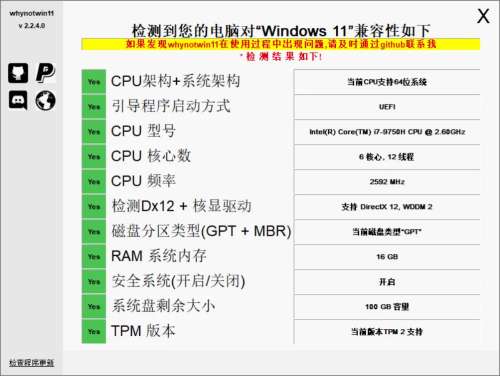 whynotwin11
v 2.2.4.0
X
检测到您的电脑对“Windows 11”兼容性如下
如果发现whynotwin11在使用过程中出现问题,请及时通过github联系我
* 检 测 结 果 如 下!
Yes CPU架构+系统架构 当前CPU支持64位系统
Yes 引导程序启动方式 UEFI
Yes CPU 型号 Intel(R) Core(TM) i7-9750H CPU @ 2.60GHz
Yes CPU 核心数 6 核心, 12 线程
Yes CPU 频率 2592 MHz
Yes 检测Dx12 + 核显驱动 支持 DirectX 12, WDDM 2
Yes 磁盘分区类型(GPT + MBR) 当前磁盘类型"GPT"
Yes RAM 系统内存 16 GB
Yes 安全系统(开启/关闭) 开启
Yes 系统盘剩余大小 100 GB 容量
Yes TPM 版本 当前版本TPM 2 支持
检查程序更新